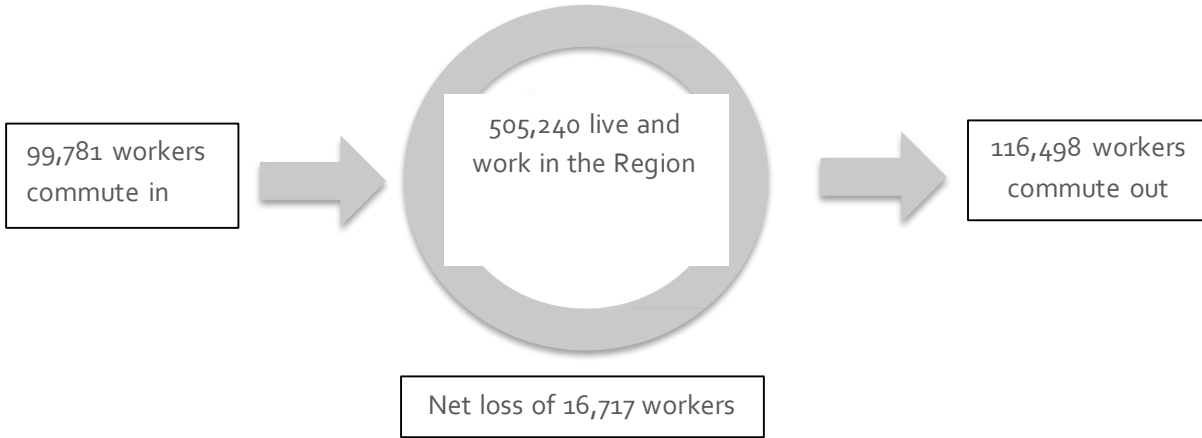 99,781 workers
commute in
505,240 live and
work in the Region
116,498 workers
commute out
Net loss of 16,717 workers